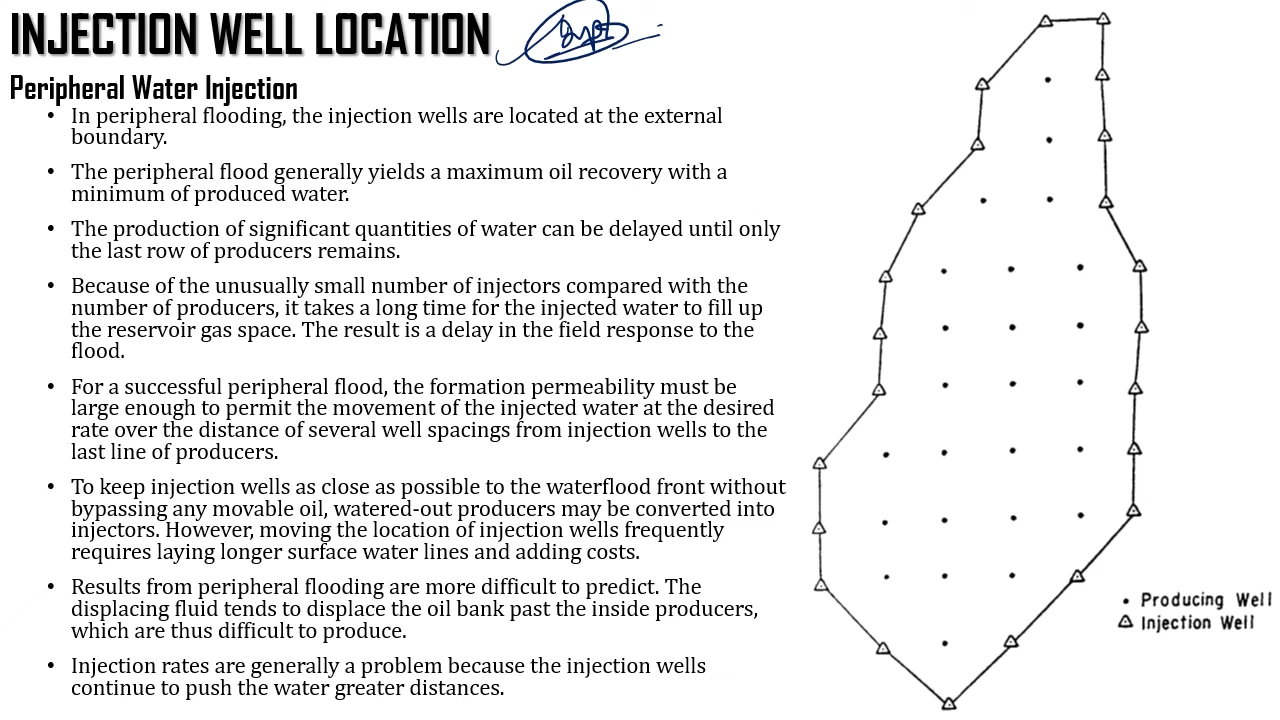 INJECTION WELL LOCATION
Peripheral Water Injection
• In peripheral flooding, the injection wells are located at the external
boundary.
• The peripheral flood generally yields a maximum oil recovery with a
minimum of produced water.
• The production of significant quantities of water can be delayed until only
the last row of producers remains.
• Because of the unusually small number of injectors compared with the
number of producers, it takes a long time for the injected water to fill up
the reservoir gas space. The result is a delay in the field response to the
flood.
• For a successful peripheral flood, the formation permeability must be
large enough to permit the movement of the injected water at the desired
rate over the distance of several well spacings from injection wells to the
last line of producers.
• To keep injection wells as close as possible to the waterflood front without
bypassing any movable oil, watered-out producers may be converted into
injectors. However, moving the location of injection wells frequently
requires laying longer surface water lines and adding costs.
• Results from peripheral flooding are more difficult to predict. The
displacing fluid tends to displace the oil bank past the inside producers,
which are thus difficult to produce.
• Injection rates are generally a problem because the injection wells
continue to push the water greater distances.
Producing Well
Injection Well